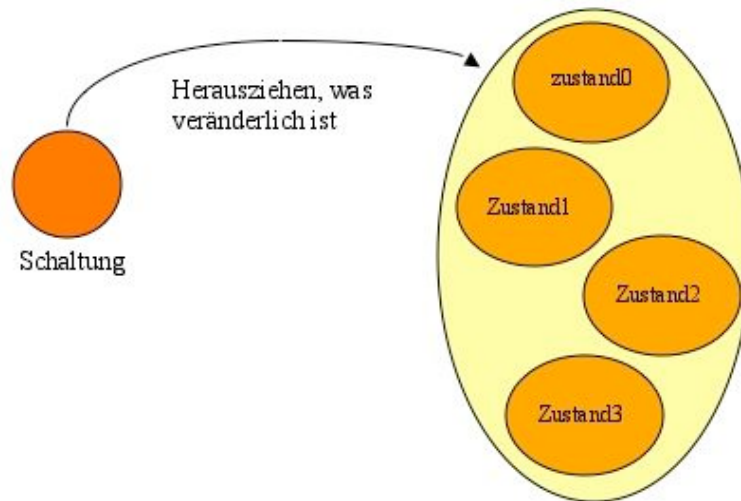 zustand0
Herausziehen, was
veränderlich ist
Zustand1
Schaltung
Zustand2
Zustand3